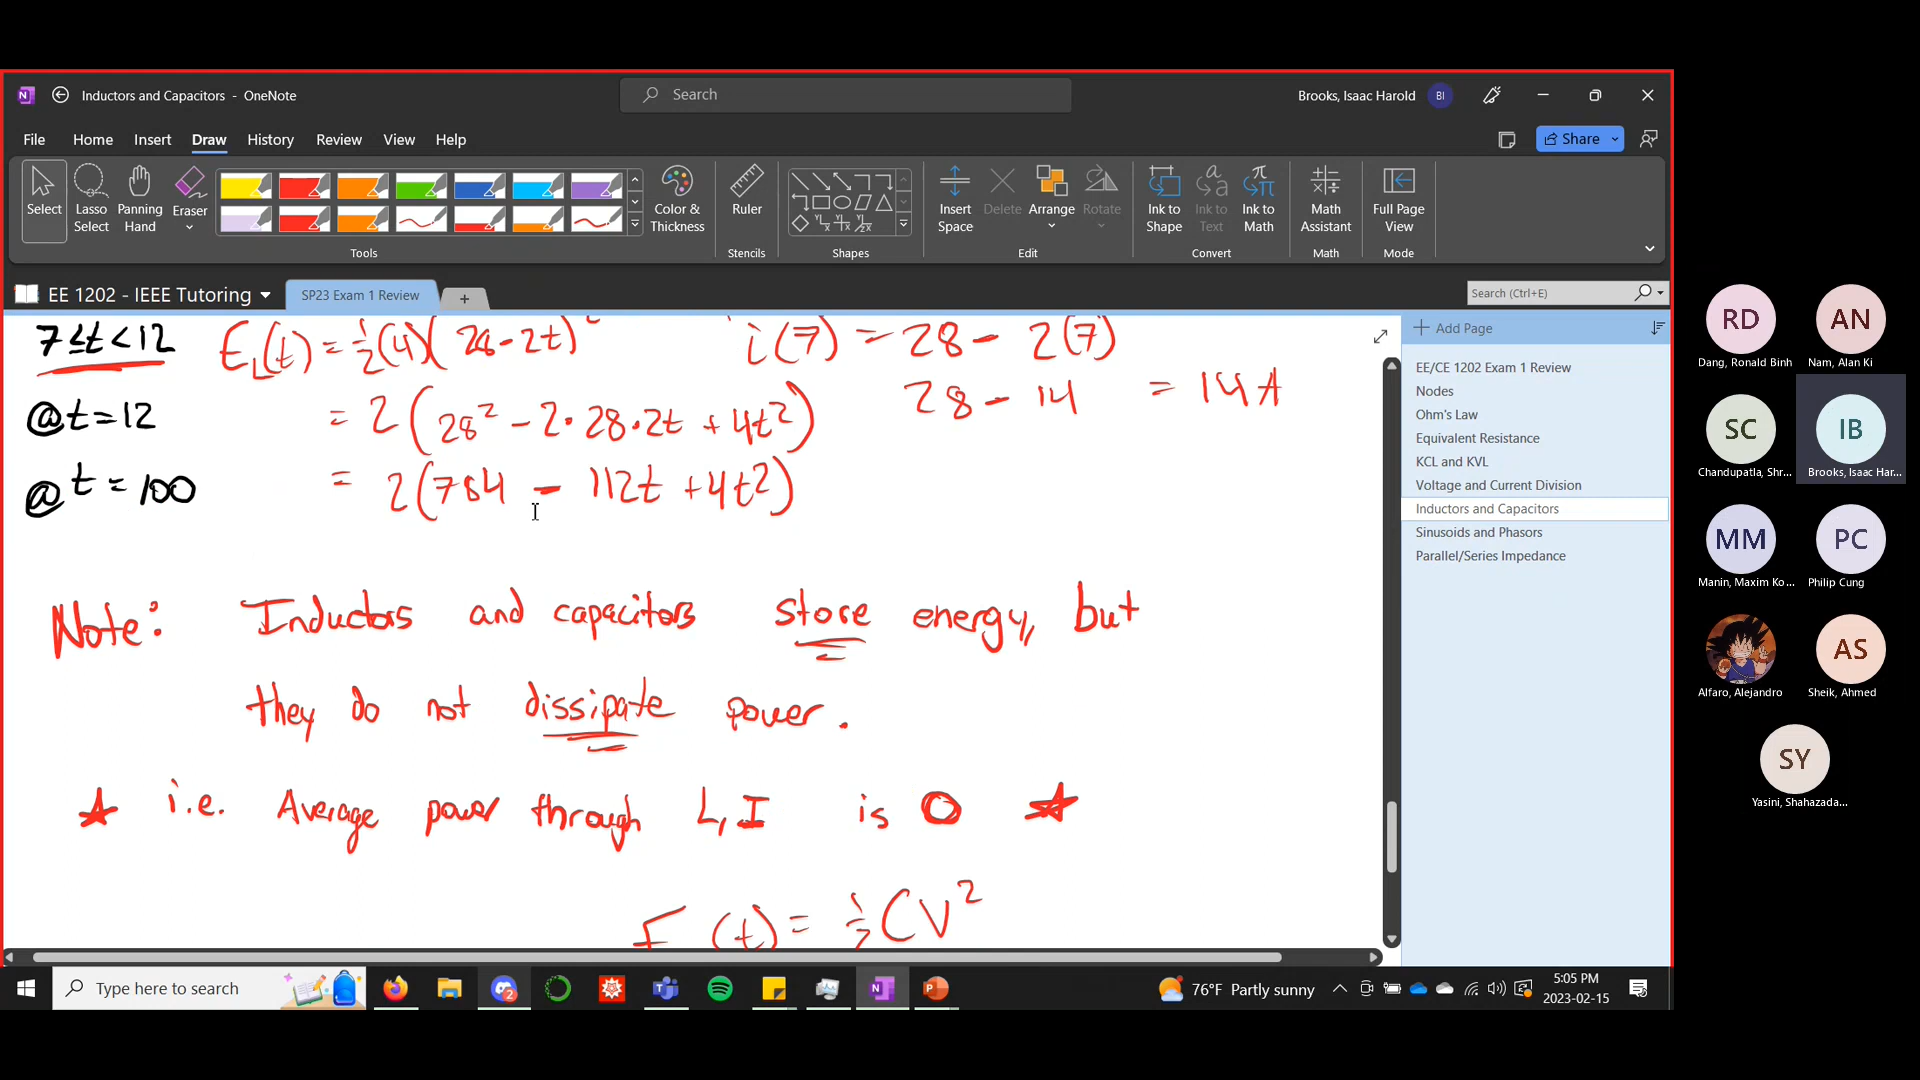 Inductors and Capacitors - OneNote
Search
Brooks, Isaac Harold
BI
File Home Insert Draw History Review View Help
Share
Select
Lasso Select
Panning Hand
Eraser
Color & Thickness
Ruler
Insert Space
Delete
Arrange
Rotate
Ink to Shape
Ink to Text
Ink to Math
Math Assistant
Full Page View
Tools Stencils Shapes Edit Convert Math Mode
EE 1202 - IEEE Tutoring
SP23 Exam 1 Review
+
Search (Ctrl+E)
Add Page
EE/CE 1202 Exam 1 Review
Nodes
Ohm's Law
Equivalent Resistance
KCL and KVL
Voltage and Current Division
Inductors and Capacitors
Sinusoids and Phasors
Parallel/Series Impedance
7≤t<12 E_L(t) = ½(4)(28-2t)² i(7) = 28 - 2(7)
@t=12 = 2(28² - 2·28·2t + 4t²) 28 - 14 = 14A
@t=100 = 2(784 - 112t + 4t²)
Note: Inductors and capacitors store energy, but
they do not dissipate power.
☆ i.e. Average power through L, I is 0 ☆
(t) = ½CV²
RD
Dang, Ronald Binh
AN
Nam, Alan Ki
SC
Chandupatla, Shr...
IB
Brooks, Isaac Har...
MM
Manin, Maxim Ko...
PC
Philip Cung
Alfaro, Alejandro
AS
Sheik, Ahmed
SY
Yasini, Shahazada...
Type here to search
76°F Partly sunny
5:05 PM
2023-02-15